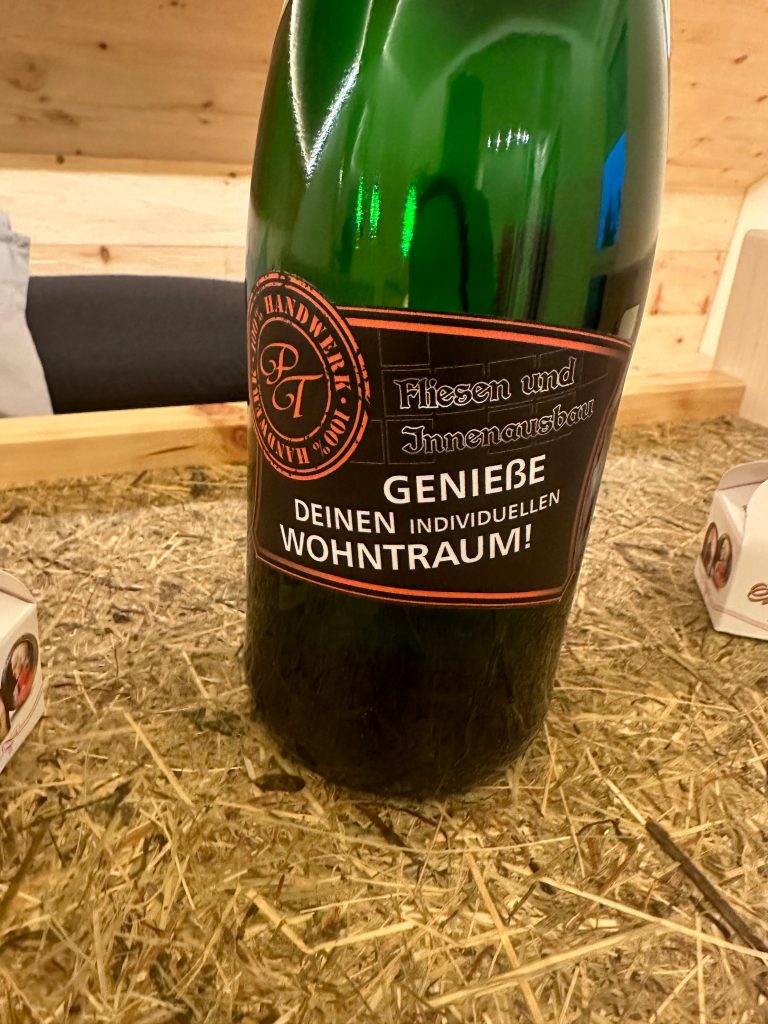 100% HANDWERK · 100% HANDWERK ·
PT
Fliesen und
Innenausbau
GENIEßE
DEINEN INDIVIDUELLEN
WOHNTRAUM!